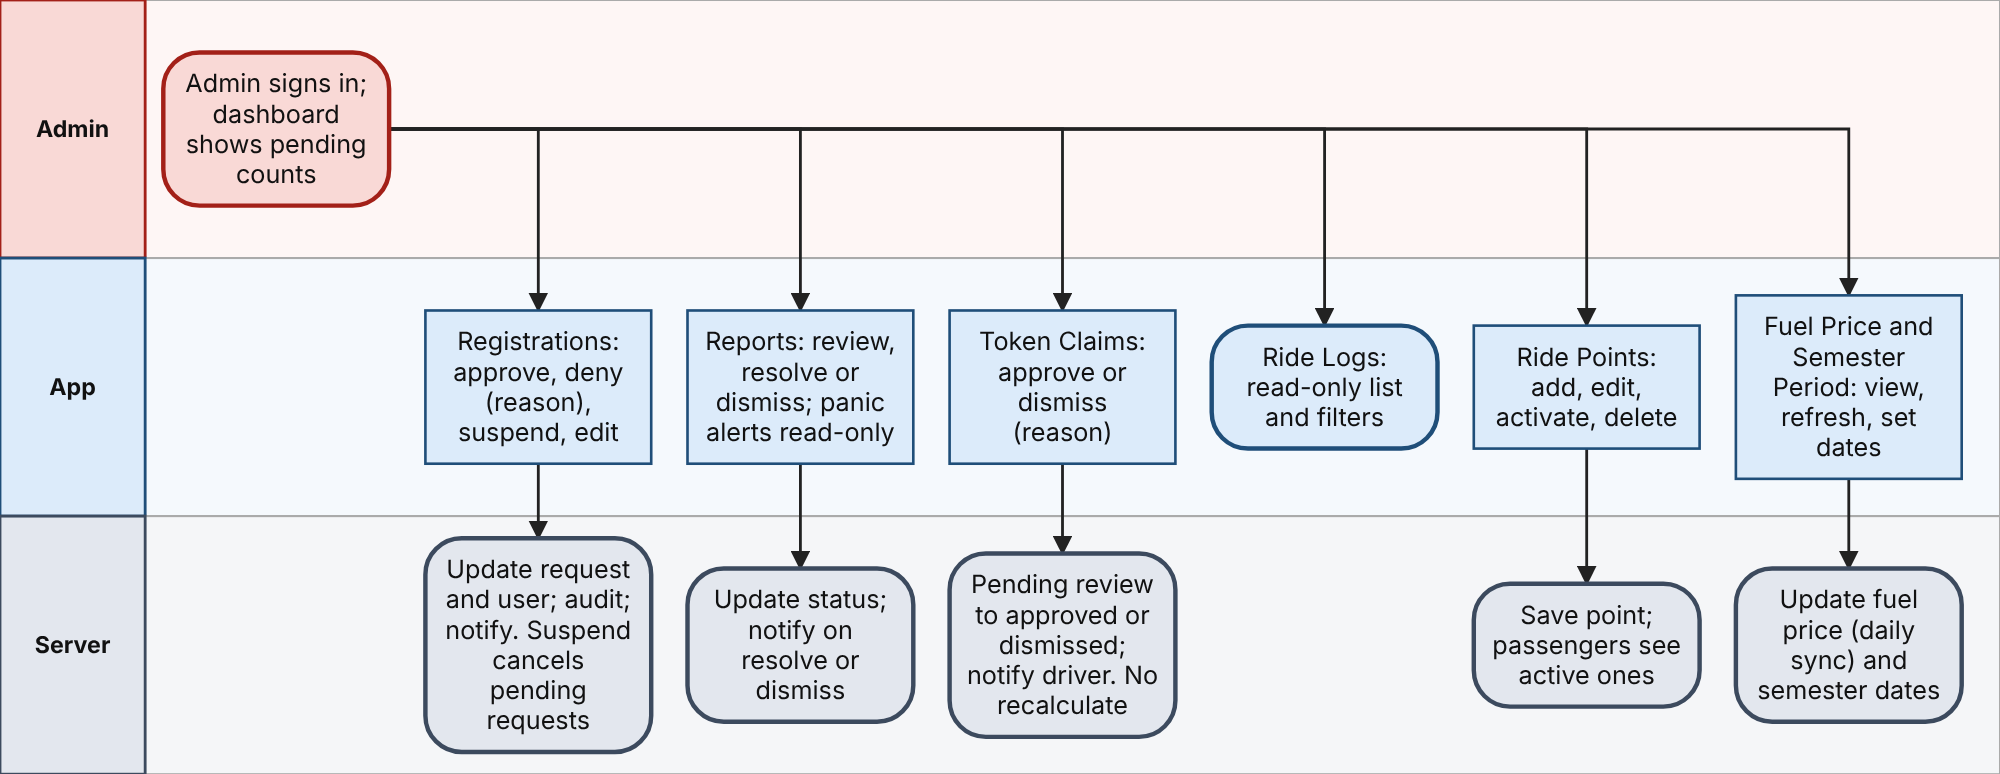 Admin
Admin signs in;
dashboard
shows pending
counts
App
Registrations:
approve, deny
(reason),
suspend, edit
Reports: review,
resolve or
dismiss; panic
alerts read-only
Token Claims:
approve or
dismiss
(reason)
Ride Logs:
read-only list
and filters
Ride Points:
add, edit,
activate, delete
Fuel Price and
Semester
Period: view,
refresh, set
dates
Server
Update request
and user; audit;
notify. Suspend
cancels
pending
requests
Update status;
notify on
resolve or
dismiss
Pending review
to approved or
dismissed;
notify driver. No
recalculate
Save point;
passengers see
active ones
Update fuel
price (daily
sync) and
semester dates